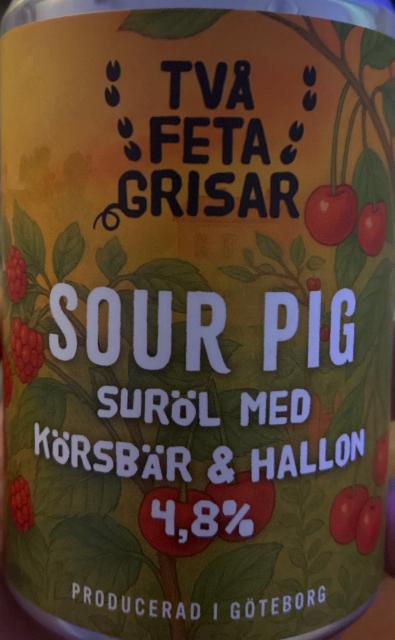 TVÅ
FETA
GRISAR
SOUR PIG
SURÖL MED
KÖRSBÄR & HALLON
4,8%
PRODUCERAD I GÖTEBORG